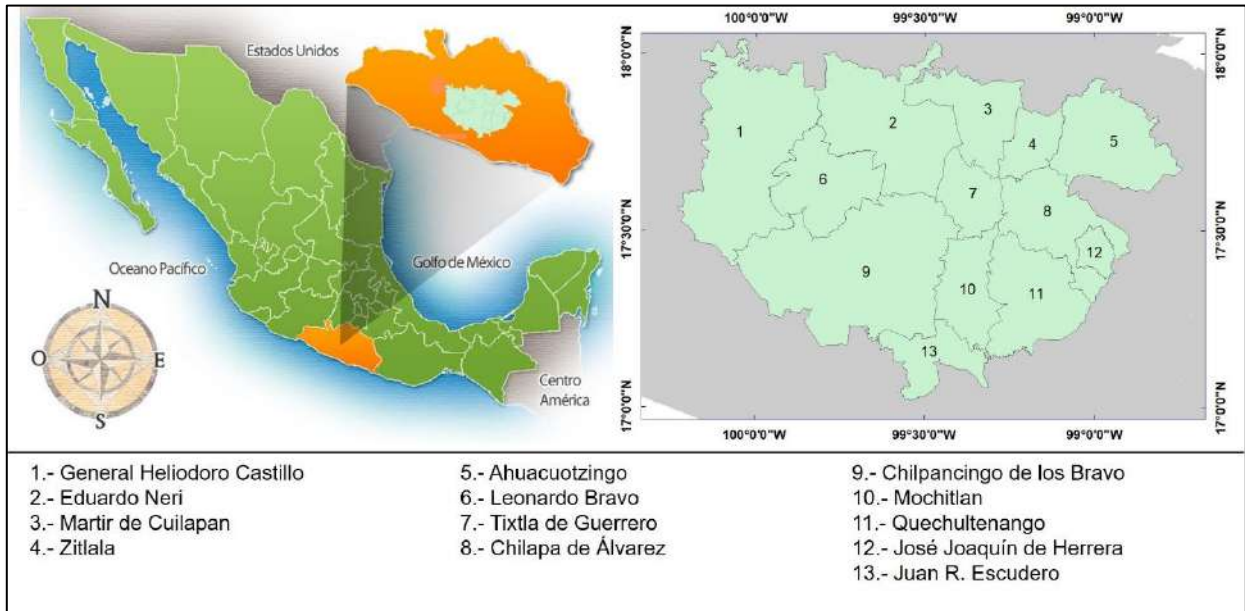 Estados Unidos
Oceano Pacífico
Golfo de México
Centro
América
N
O
E
S
100°0'0"W
99°30'0"W
99°0'0"W
18°0'0"N
18°0'0"N
17°30'0"N
17°30'0"N
17°0'0"N
17°0'0"N
1
2
3
4
5
6
7
8
9
10
11
12
13
100°0'0"W
99°30'0"W
99°0'0"W
1.- General Heliodoro Castillo
2.- Eduardo Neri
3.- Martir de Cuilapan
4.- Zitlala
5.- Ahuacuotzingo
6.- Leonardo Bravo
7.- Tixtla de Guerrero
8.- Chilapa de Álvarez
9.- Chilpancingo de los Bravo
10.- Mochitlan
11.- Quechultenango
12.- José Joaquín de Herrera
13.- Juan R. Escudero